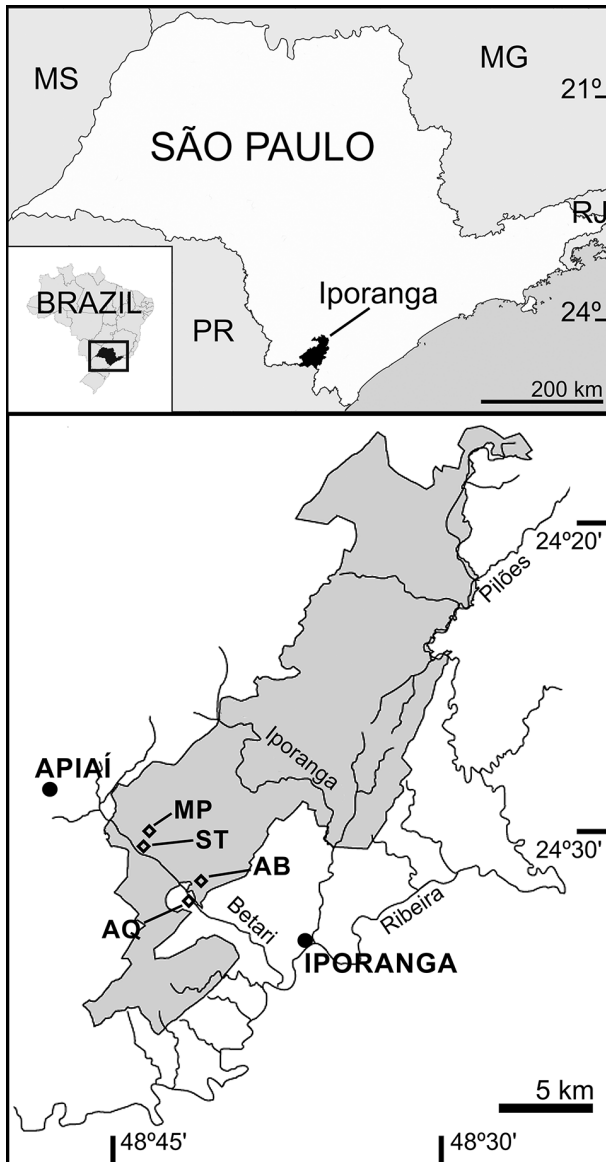 MS
MG
21º
SÃO PAULO
RJ
BRAZIL
Iporanga
24º
PR
200 km
24º20'
Pilões
Iporanga
APIAÍ
MP
ST
24º30'
AB
AQ
Betari
Ribeira
IPORANGA
5 km
48º45'
48º30'